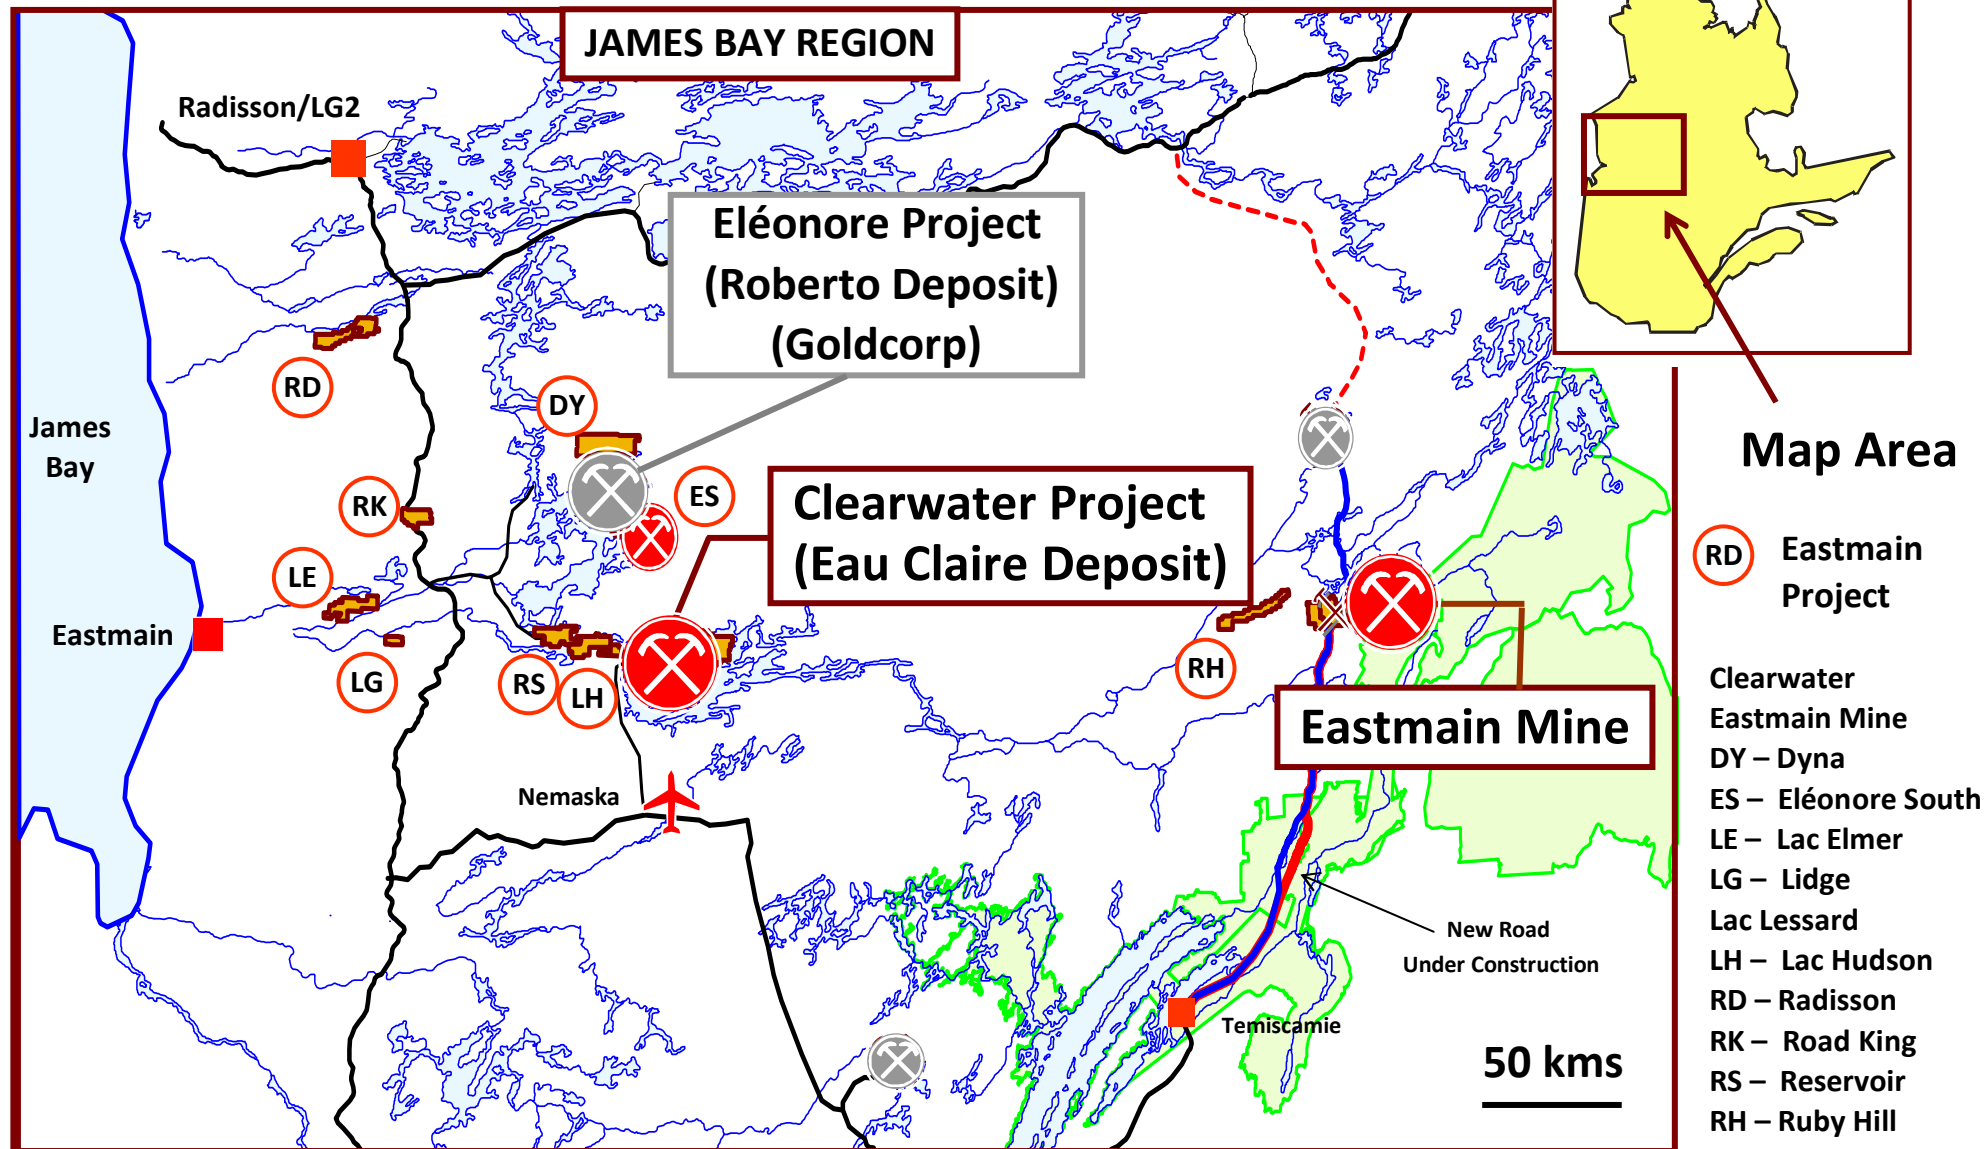 JAMES BAY REGION
Radisson/LG2
Eléonore Project
(Roberto Deposit)
(Goldcorp)
RD
DY
James
Bay
Map Area
RK
ES
Clearwater Project
(Eau Claire Deposit)
RD
Eastmain
Project
LE
Eastmain
LG
RS
LH
RH
Eastmain Mine
Nemaska
New Road
Under Construction
Temiscamie
50 kms
Clearwater
Eastmain Mine
DY – Dyna
ES – Eléonore South
LE – Lac Elmer
LG – Lidge
Lac Lessard
LH – Lac Hudson
RD – Radisson
RK – Road King
RS – Reservoir
RH – Ruby Hill